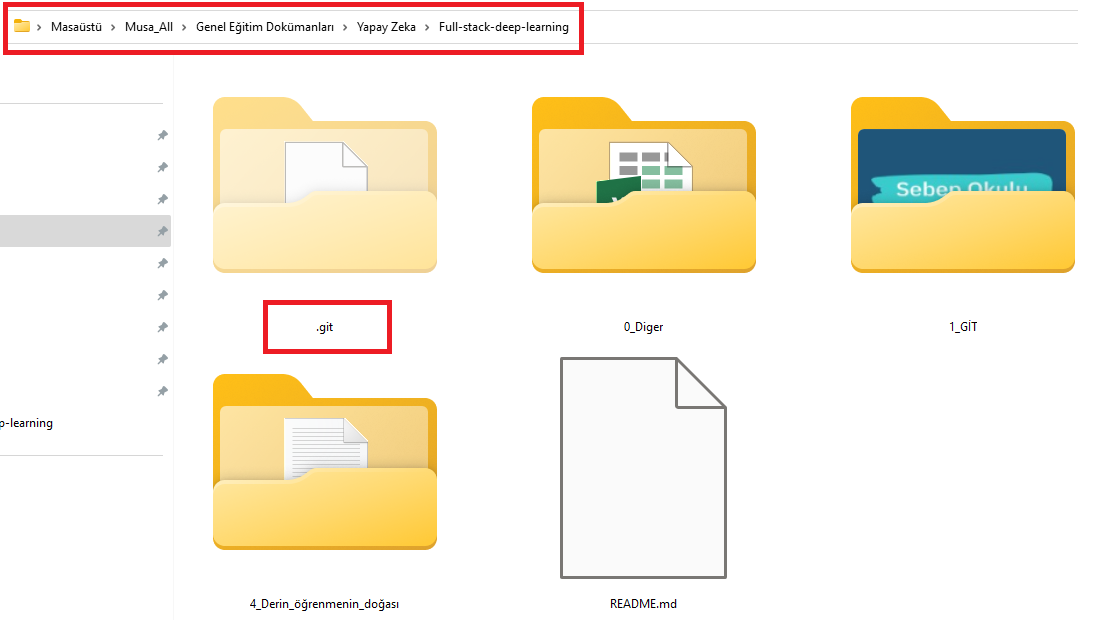 Masaüstü > Musa_All > Genel Eğitim Dokümanları > Yapay Zeka > Full-stack-deep-learning
Seben Okulu
.git
0_Diger
1_GİT
p-learning
4_Derin_öğrenmenin_doğası
README.md